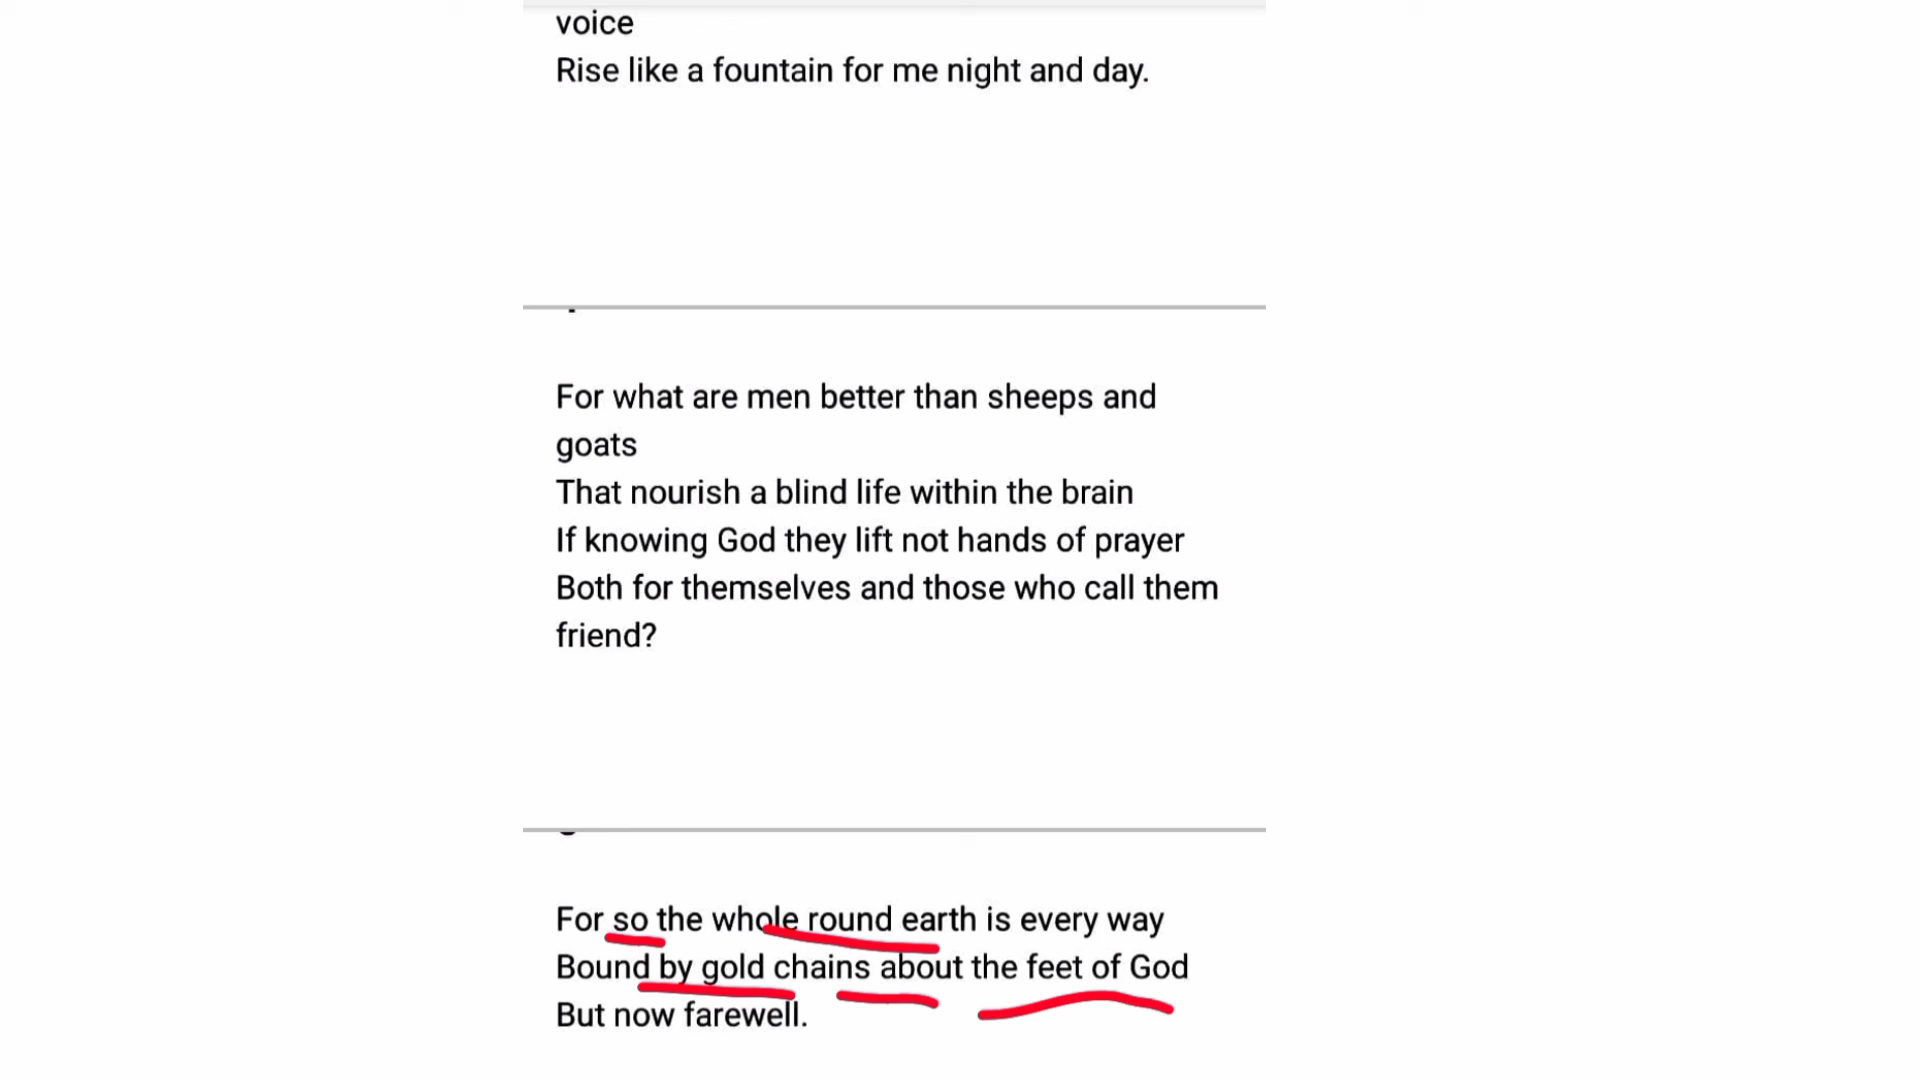 voice
Rise like a fountain for me night and day.
For what are men better than sheeps and
goats
That nourish a blind life within the brain
If knowing God they lift not hands of prayer
Both for themselves and those who call them
friend?
For so the whole round earth is every way
Bound by gold chains about the feet of God
But now farewell.